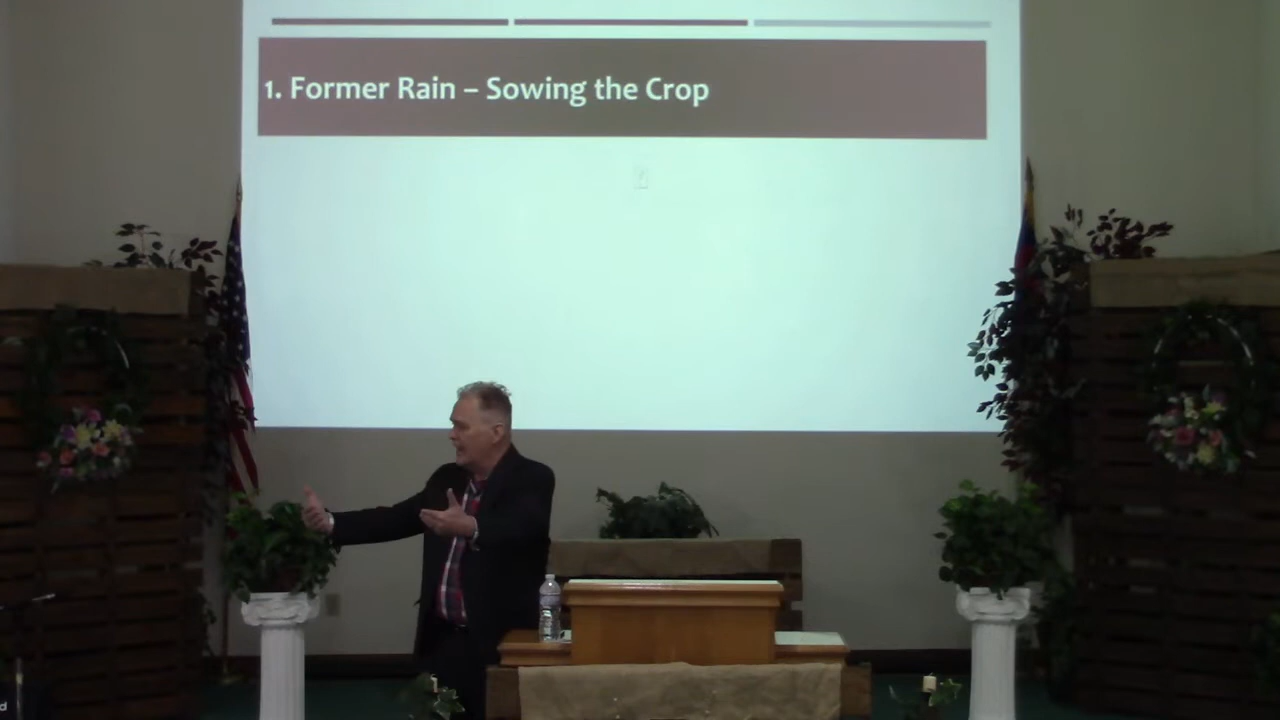 1. Former Rain – Sowing the Crop